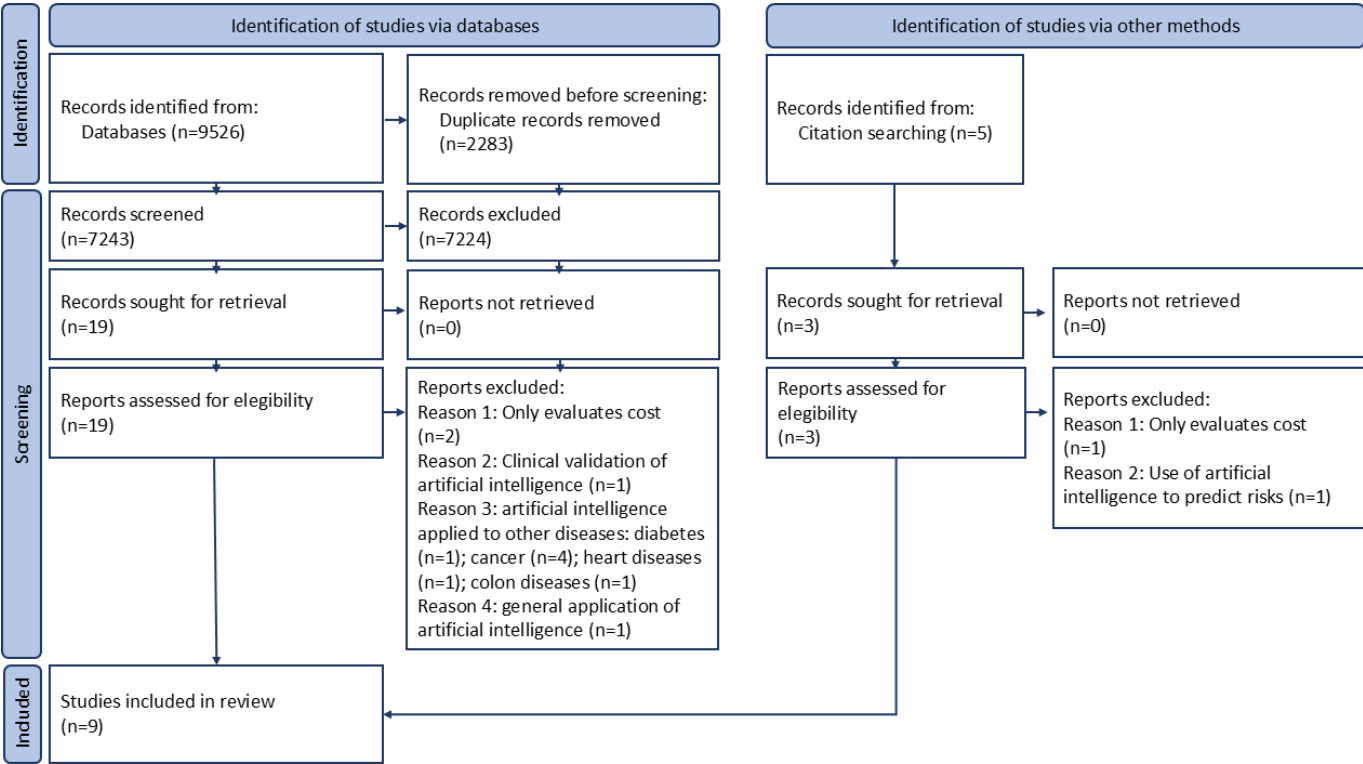 Identification of studies via databases
Identification of studies via other methods
Identification
Records identified from:
Databases (n=9526)
Records removed before screening:
Duplicate records removed
(n=2283)
Records identified from:
Citation searching (n=5)
Screening
Records screened
(n=7243)
Records excluded
(n=7224)
Records sought for retrieval
(n=19)
Reports not retrieved
(n=0)
Records sought for retrieval
(n=3)
Reports not retrieved
(n=0)
Reports assessed for elegibility
(n=19)
Reports excluded:
Reason 1: Only evaluates cost
(n=2)
Reason 2: Clinical validation of
artificial intelligence (n=1)
Reason 3: artificial intelligence
applied to other diseases: diabetes
(n=1); cancer (n=4); heart diseases
(n=1); colon diseases (n=1)
Reason 4: general application of
artificial intelligence (n=1)
Reports assessed for
elegibility
(n=3)
Reports excluded:
Reason 1: Only evaluates cost
(n=1)
Reason 2: Use of artificial
intelligence to predict risks (n=1)
Included
Studies included in review
(n=9)